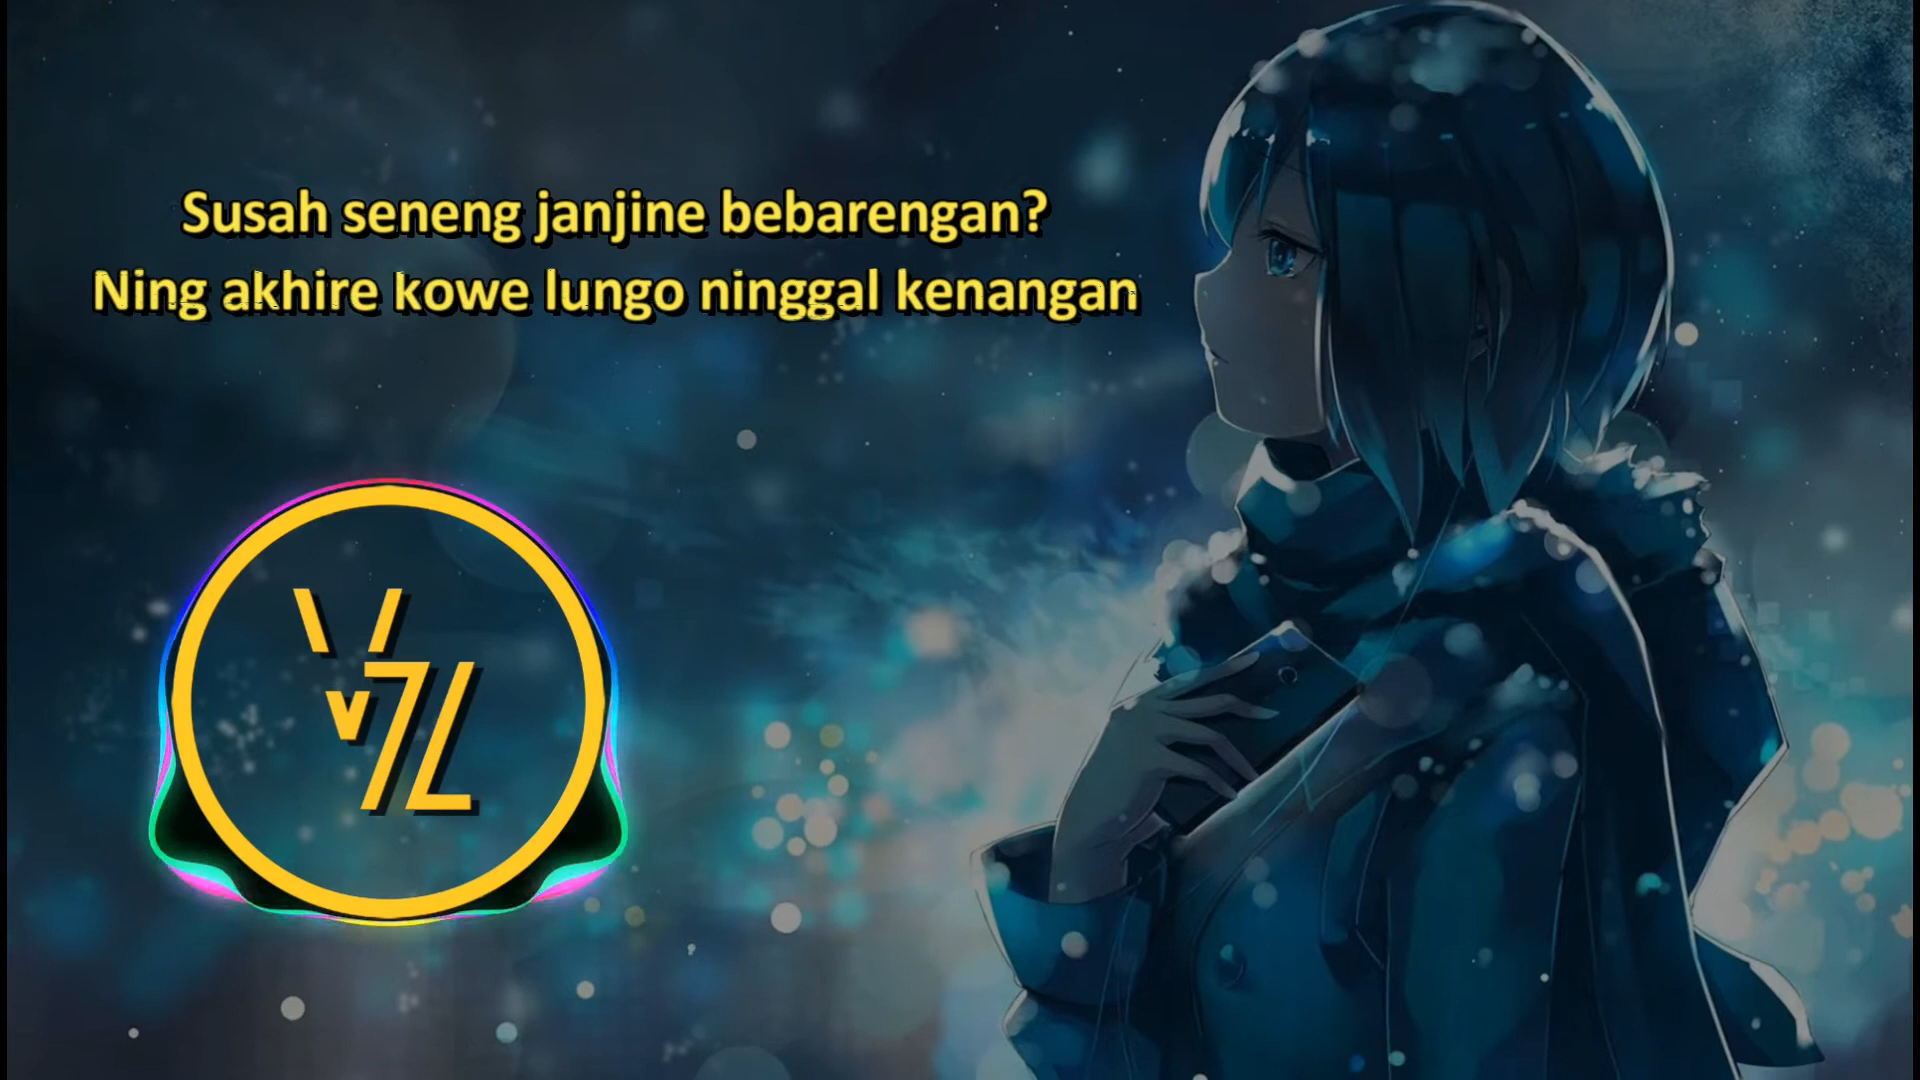 Susah seneng janjine bebarengan?
Ning akhire kowe lungo ninggal kenangan